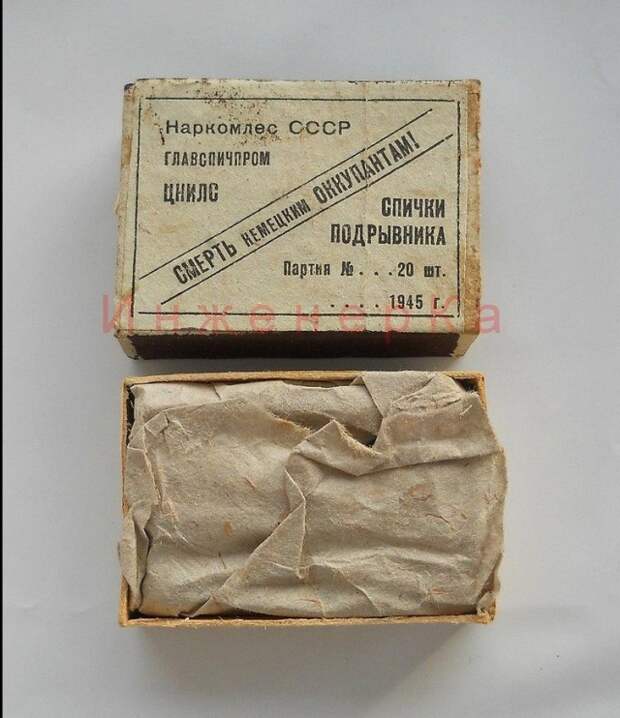 Наркомлес СССР
ГЛАВСПИЧПРОМ
ЦНИЛС
СМЕРТЬ НЕМЕЦКИМ ОККУПАНТАМ!
СПИЧКИ
ПОДРЫВНИКА
Партия № . . . 20 шт.
. . . . 1945 г.
Инженерка